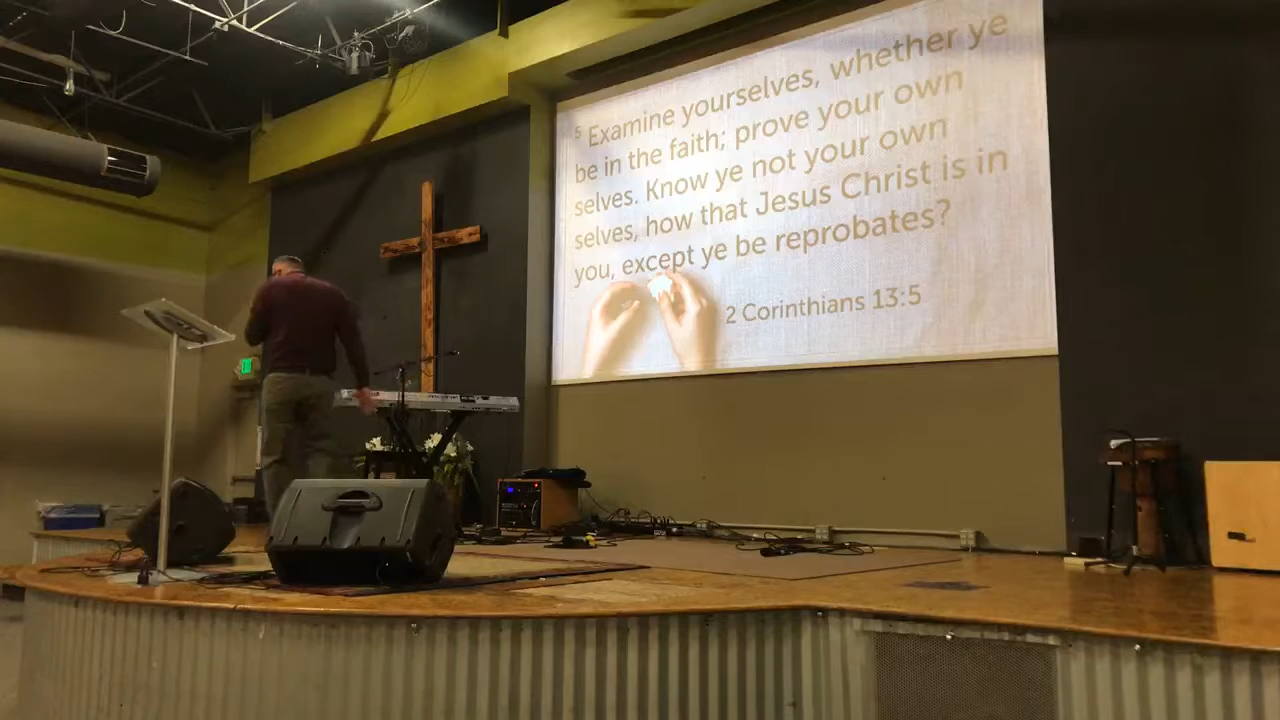 5 Examine yourselves, whether ye
be in the faith; prove your own
selves. Know ye not your own
selves, how that Jesus Christ is in
you, except ye be reprobates?
2 Corinthians 13:5